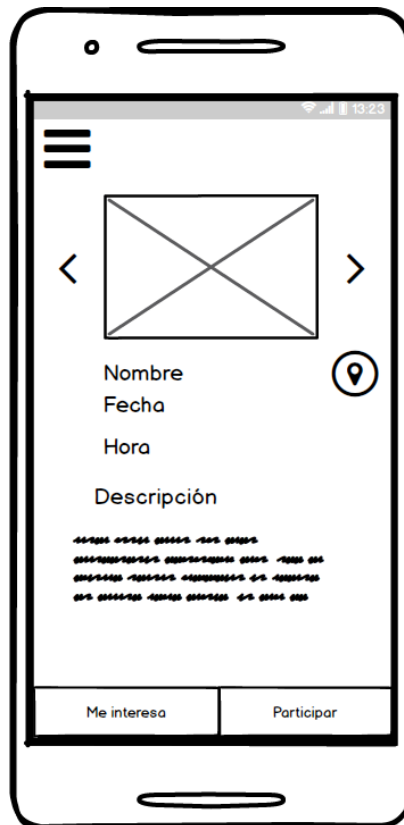 13:23
Nombre
Fecha
Hora
Descripción
Me interesa
Participar